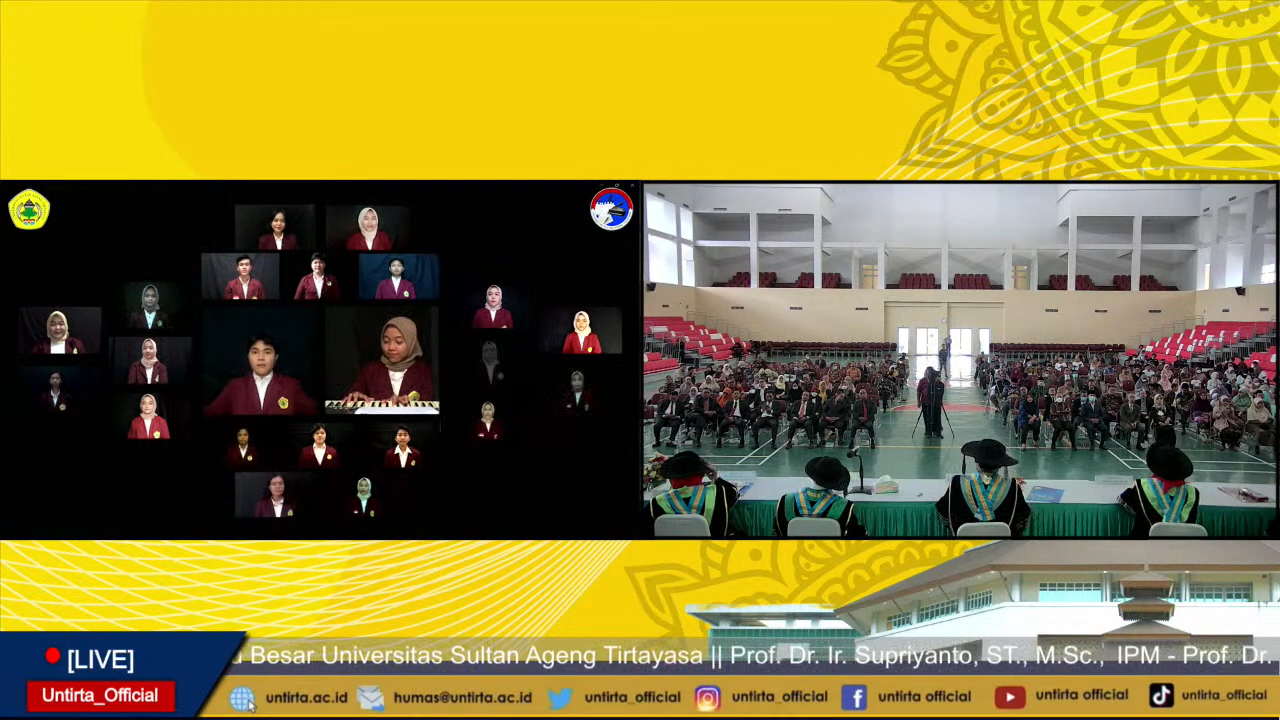 [LIVE]
Besar Universitas Sultan Ageng Tirtayasa || Prof. Dr. Ir. Supriyanto, ST., M.Sc., IPM - Prof. Dr.
Untirta_Official
untirta.ac.id humas@untirta.ac.id untirta_official untirta_official untirta official untirta official untirta_official